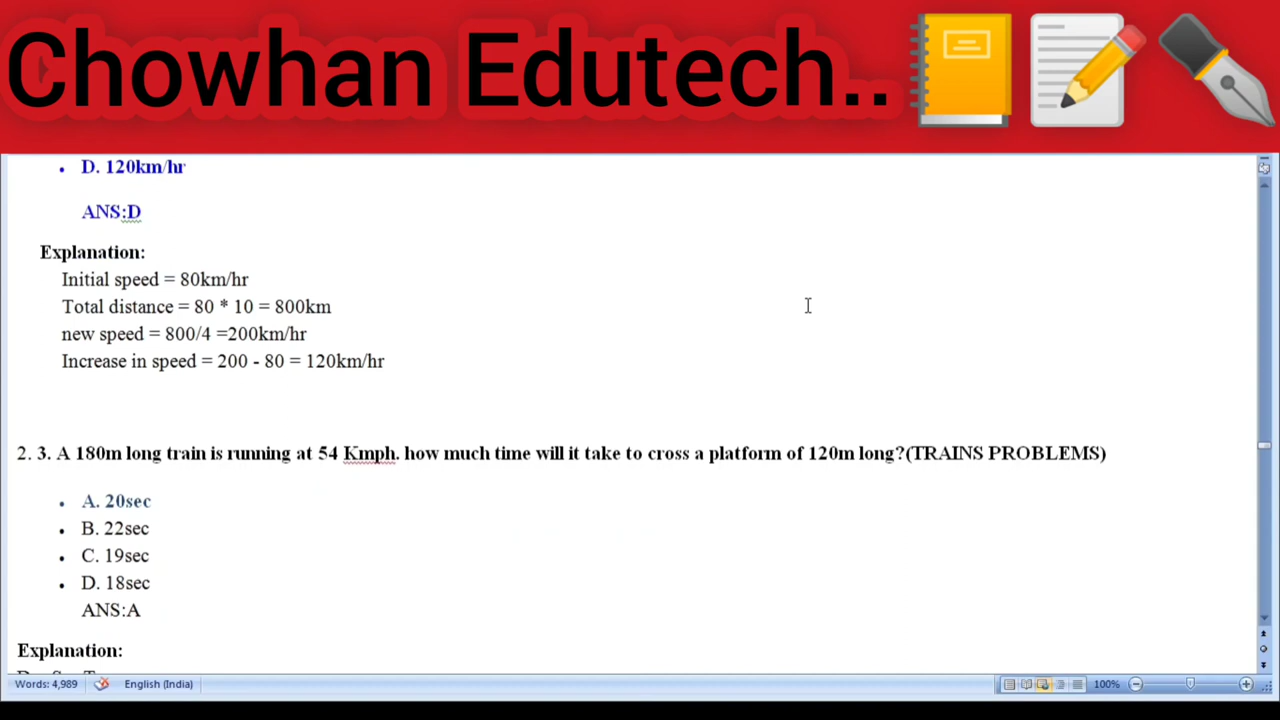 Chowhan Edutech..
• D. 120km/hr
ANS:D
Explanation:
Initial speed = 80km/hr
Total distance = 80 * 10 = 800km
new speed = 800/4 =200km/hr
Increase in speed = 200 - 80 = 120km/hr
2. 3. A 180m long train is running at 54 Kmph. how much time will it take to cross a platform of 120m long?(TRAINS PROBLEMS)
• A. 20sec
• B. 22sec
• C. 19sec
• D. 18sec
ANS:A
Explanation:
Words: 4,989 English (India) 100%